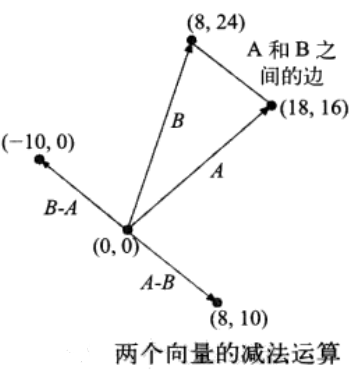 (8, 24)
A 和 B 之
间的边
B
(18, 16)
(−10, 0)
A
B-A
(0, 0)
A-B
(8, 10)
两个向量的减法运算